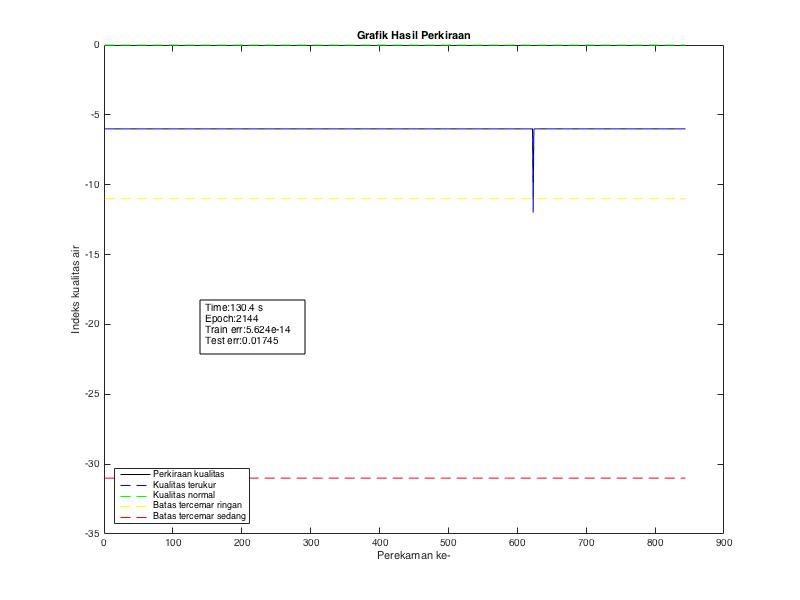 Grafik Hasil Perkiraan
0
-5
-10
-15
-20
-25
-30
-35
Indeks kualitas air
Time:130.4 s
Epoch:2144
Train err:5.624e-14
Test err:0.01745
Perkiraan kualitas
Kualitas terukur
Kualitas normal
Batas tercemar ringan
Batas tercemar sedang
0 100 200 300 400 500 600 700 800 900
Perekaman ke-